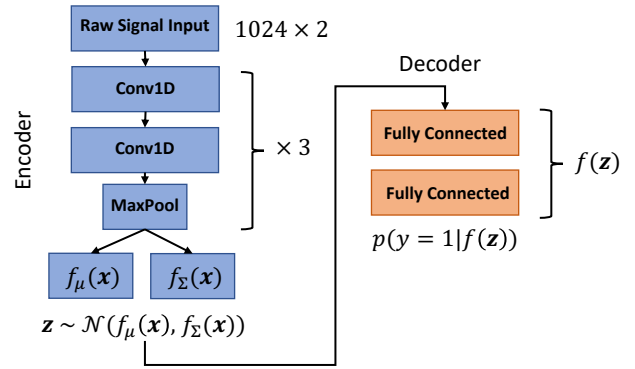 Raw Signal Input
1024 × 2
Encoder
Conv1D
Conv1D
× 3
MaxPool
f_μ(x)
f_Σ(x)
z ~ 𝒩(f_μ(x), f_Σ(x))
Decoder
Fully Connected
Fully Connected
f(z)
p(y = 1|f(z))